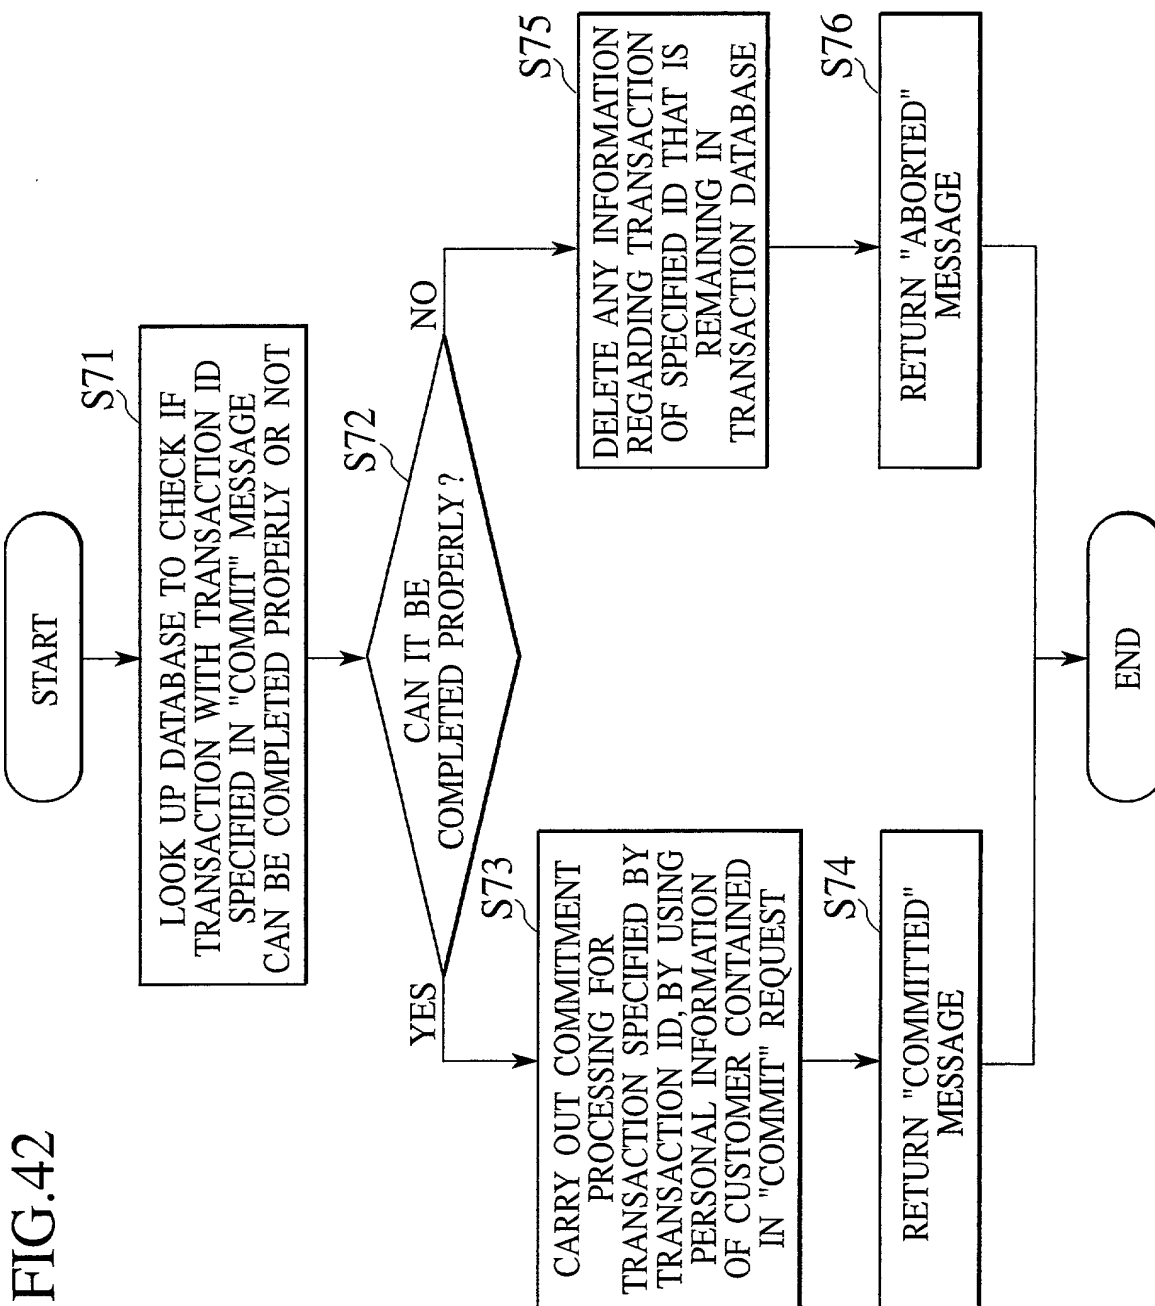 FIG.42
START
S71
LOOK UP DATABASE TO CHECK IF
TRANSACTION WITH TRANSACTION ID
SPECIFIED IN "COMMIT" MESSAGE
CAN BE COMPLETED PROPERLY OR NOT
S72
CAN IT BE
COMPLETED PROPERLY ?
YES
NO
S73
CARRY OUT COMMITMENT
PROCESSING FOR
TRANSACTION SPECIFIED BY
TRANSACTION ID, BY USING
PERSONAL INFORMATION
OF CUSTOMER CONTAINED
IN "COMMIT" REQUEST
S74
RETURN "COMMITTED"
MESSAGE
S75
DELETE ANY INFORMATION
REGARDING TRANSACTION
OF SPECIFIED ID THAT IS
REMAINING IN
TRANSACTION DATABASE
S76
RETURN "ABORTED"
MESSAGE
END